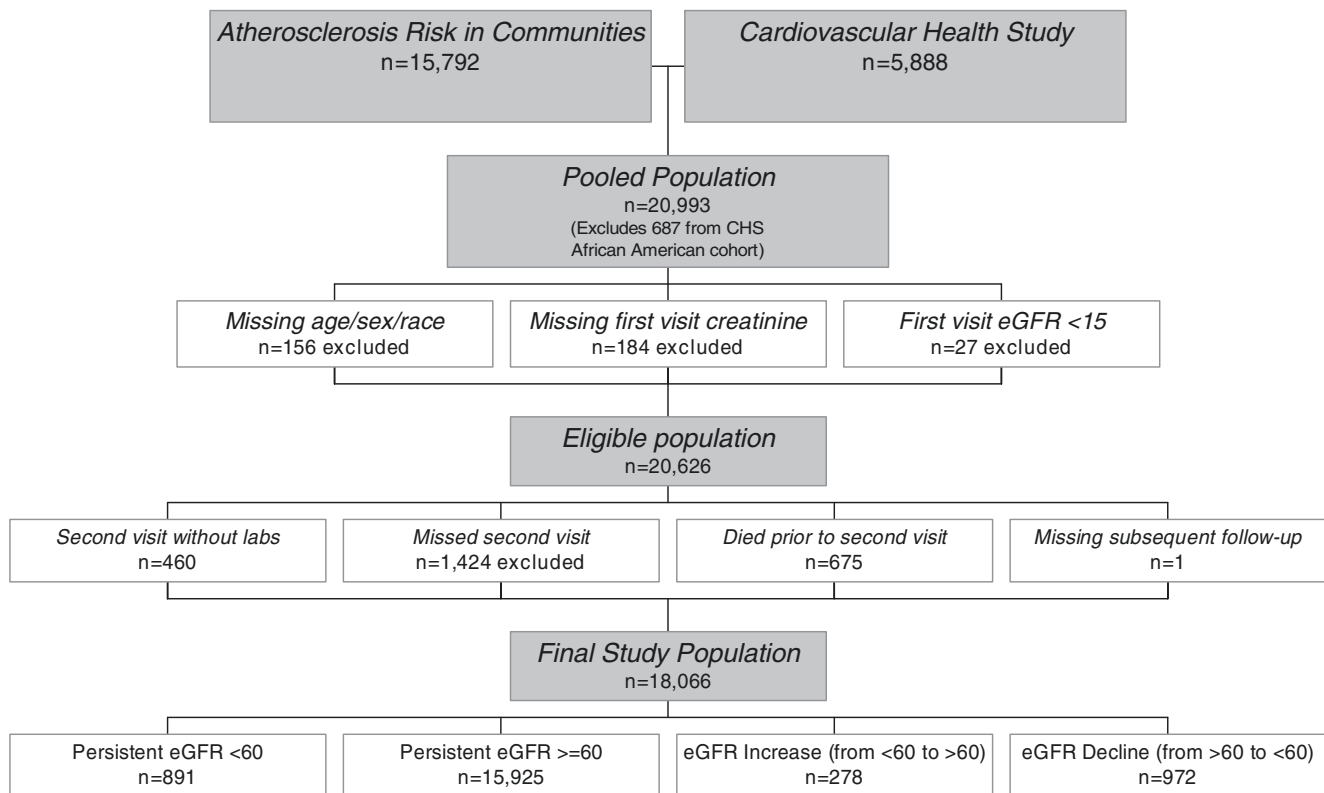 Atherosclerosis Risk in Communities
n=15,792
Cardiovascular Health Study
n=5,888
Pooled Population
n=20,993
(Excludes 687 from CHS
African American cohort)
Missing age/sex/race
n=156 excluded
Missing first visit creatinine
n=184 excluded
First visit eGFR <15
n=27 excluded
Eligible population
n=20,626
Second visit without labs
n=460
Missed second visit
n=1,424 excluded
Died prior to second visit
n=675
Missing subsequent follow-up
n=1
Final Study Population
n=18,066
Persistent eGFR <60
n=891
Persistent eGFR >=60
n=15,925
eGFR Increase (from <60 to >60)
n=278
eGFR Decline (from >60 to <60)
n=972